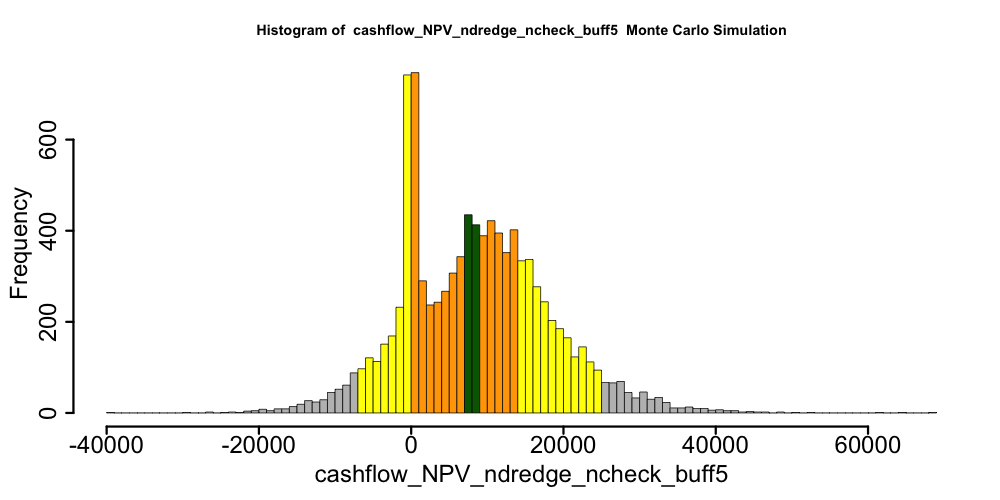 Histogram of  cashflow_NPV_ndredge_ncheck_buff5  Monte Carlo Simulation
Frequency
600
400
200
0
-40000 -20000 0 20000 40000 60000
cashflow_NPV_ndredge_ncheck_buff5